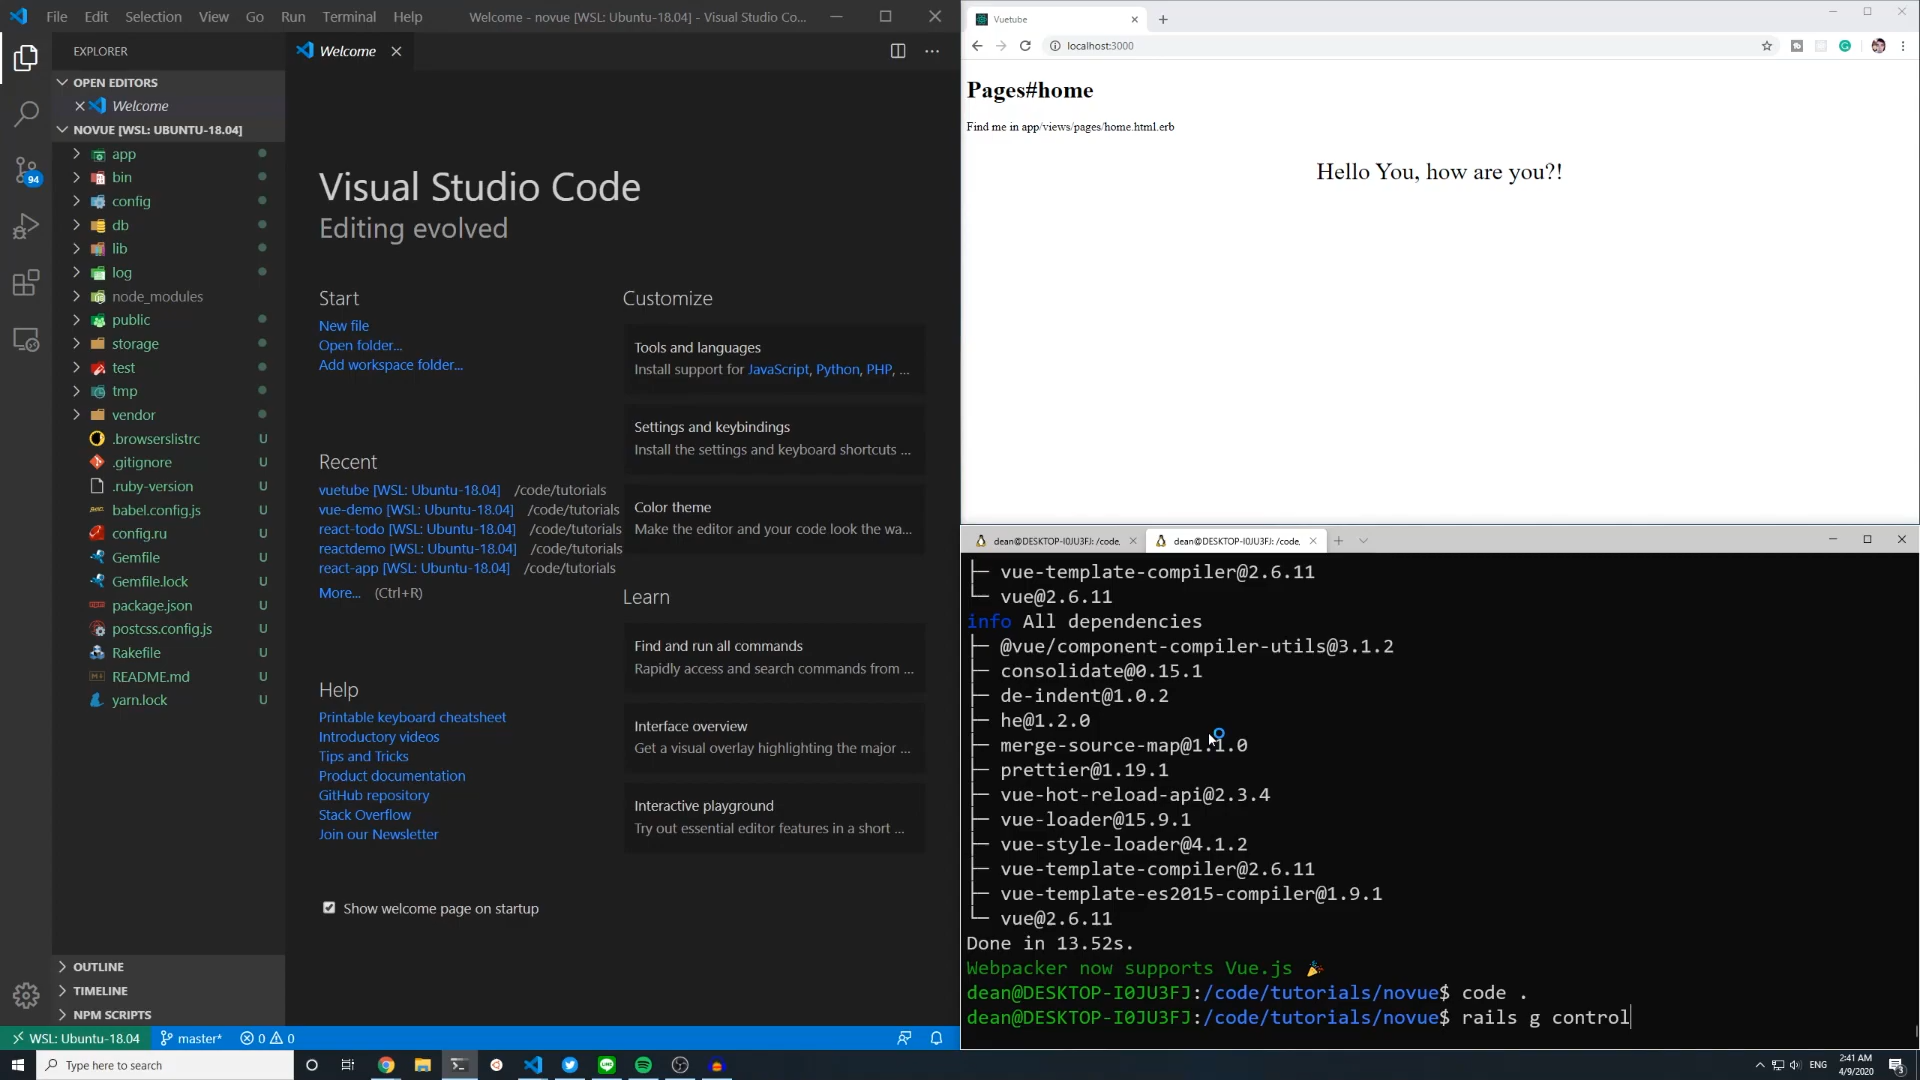 File Edit Selection View Go Run Terminal Help
Welcome - novue [WSL: Ubuntu-18.04] - Visual Studio Co...
EXPLORER
OPEN EDITORS
Welcome
NOVUE [WSL: UBUNTU-18.04]
app
bin
config
db
lib
log
node_modules
public
storage
test
tmp
vendor
.browserslistrc U
.gitignore U
.ruby-version U
babel.config.js U
config.ru U
Gemfile U
Gemfile.lock U
package.json U
postcss.config.js U
Rakefile U
README.md U
yarn.lock U
OUTLINE
TIMELINE
NPM SCRIPTS
94
Welcome
Visual Studio Code
Editing evolved
Start
New file
Open folder...
Add workspace folder...
Recent
vuetube [WSL: Ubuntu-18.04] /code/tutorials
vue-demo [WSL: Ubuntu-18.04] /code/tutorials
react-todo [WSL: Ubuntu-18.04] /code/tutorials
reactdemo [WSL: Ubuntu-18.04] /code/tutorials
react-app [WSL: Ubuntu-18.04] /code/tutorials
More... (Ctrl+R)
Help
Printable keyboard cheatsheet
Introductory videos
Tips and Tricks
Product documentation
GitHub repository
Stack Overflow
Join our Newsletter
Show welcome page on startup
Customize
Tools and languages
Install support for JavaScript, Python, PHP, ...
Settings and keybindings
Install the settings and keyboard shortcuts ...
Color theme
Make the editor and your code look the wa...
Learn
Find and run all commands
Rapidly access and search commands from ...
Interface overview
Get a visual overlay highlighting the major ...
Interactive playground
Try out essential editor features in a short ...
WSL: Ubuntu-18.04 master* 0 0
Vuetube
localhost:3000
Pages#home
Find me in app/views/pages/home.html.erb
Hello You, how are you?!
dean@DESKTOP-I0JU3FJ: /code, dean@DESKTOP-I0JU3FJ: /code,
├─ vue-template-compiler@2.6.11
└─ vue@2.6.11
info All dependencies
├─ @vue/component-compiler-utils@3.1.2
├─ consolidate@0.15.1
├─ de-indent@1.0.2
├─ he@1.2.0
├─ merge-source-map@1.1.0
├─ prettier@1.19.1
├─ vue-hot-reload-api@2.3.4
├─ vue-loader@15.9.1
├─ vue-style-loader@4.1.2
├─ vue-template-compiler@2.6.11
├─ vue-template-es2015-compiler@1.9.1
└─ vue@2.6.11
Done in 13.52s.
Webpacker now supports Vue.js 🎉
dean@DESKTOP-I0JU3FJ:/code/tutorials/novue$ code .
dean@DESKTOP-I0JU3FJ:/code/tutorials/novue$ rails g control
Type here to search
ENG
2:41 AM
4/9/2020
3